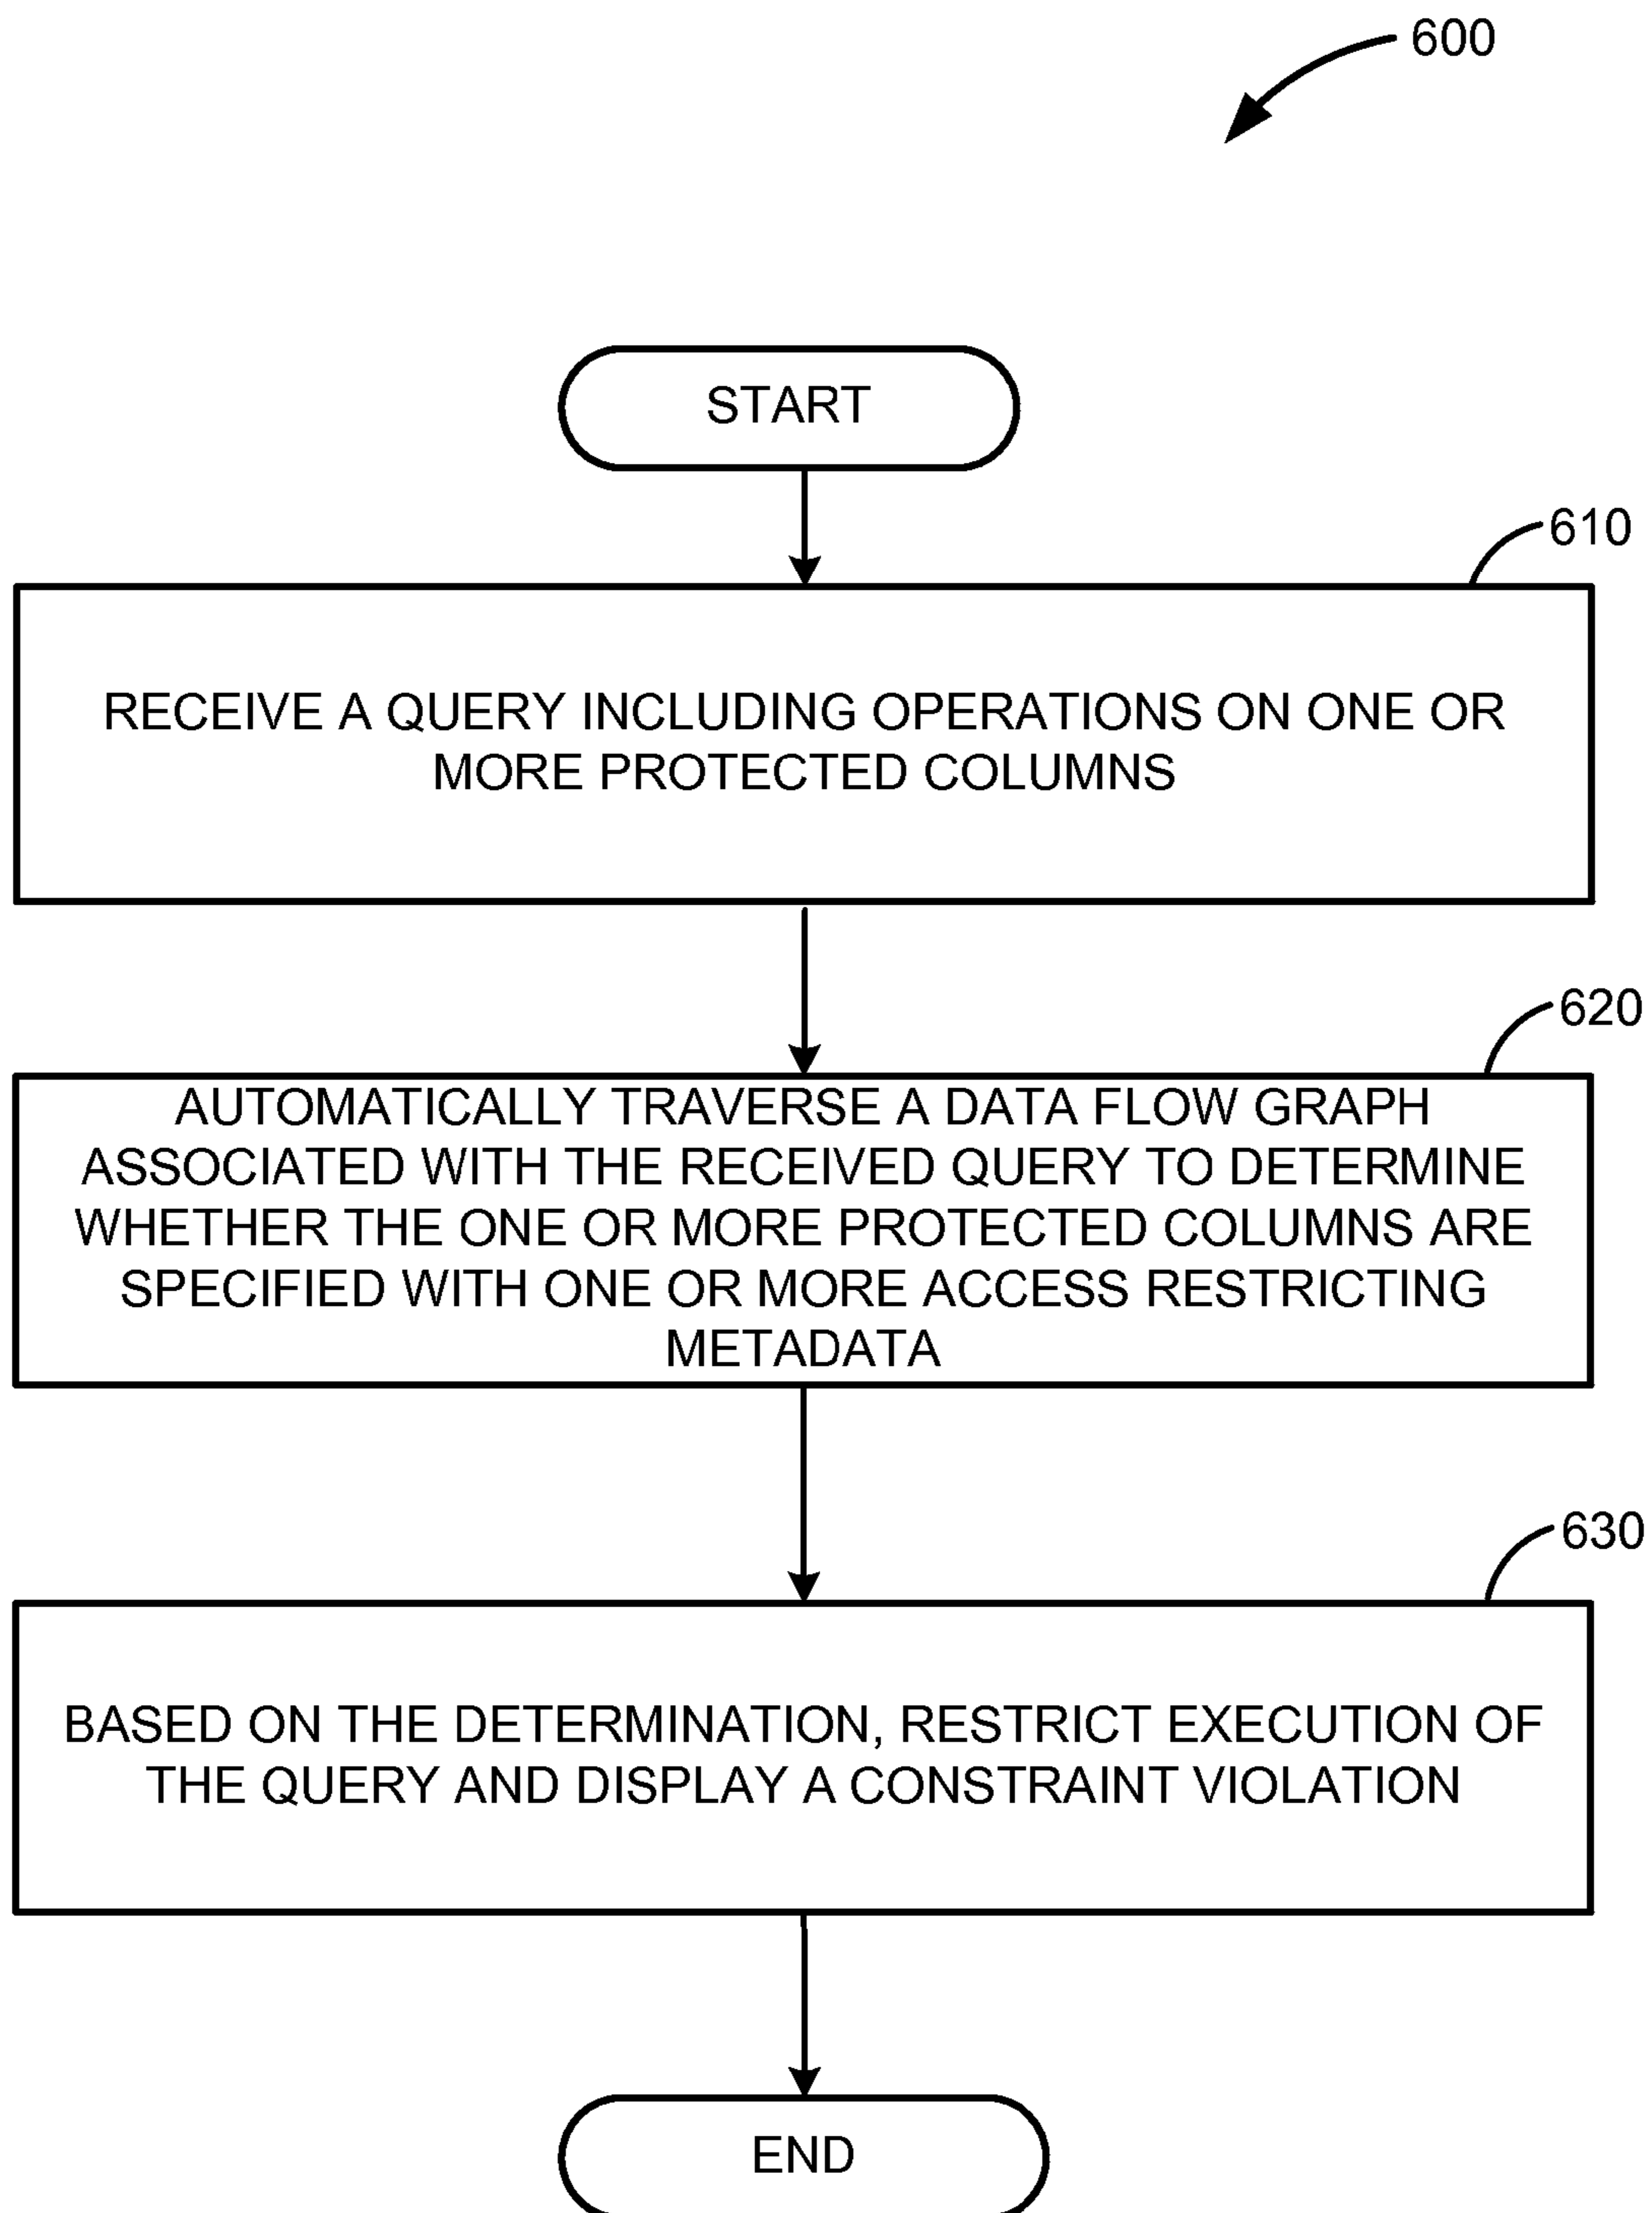 600
START
610
RECEIVE A QUERY INCLUDING OPERATIONS ON ONE OR
MORE PROTECTED COLUMNS
620
AUTOMATICALLY TRAVERSE A DATA FLOW GRAPH
ASSOCIATED WITH THE RECEIVED QUERY TO DETERMINE
WHETHER THE ONE OR MORE PROTECTED COLUMNS ARE
SPECIFIED WITH ONE OR MORE ACCESS RESTRICTING
METADATA
630
BASED ON THE DETERMINATION, RESTRICT EXECUTION OF
THE QUERY AND DISPLAY A CONSTRAINT VIOLATION
END